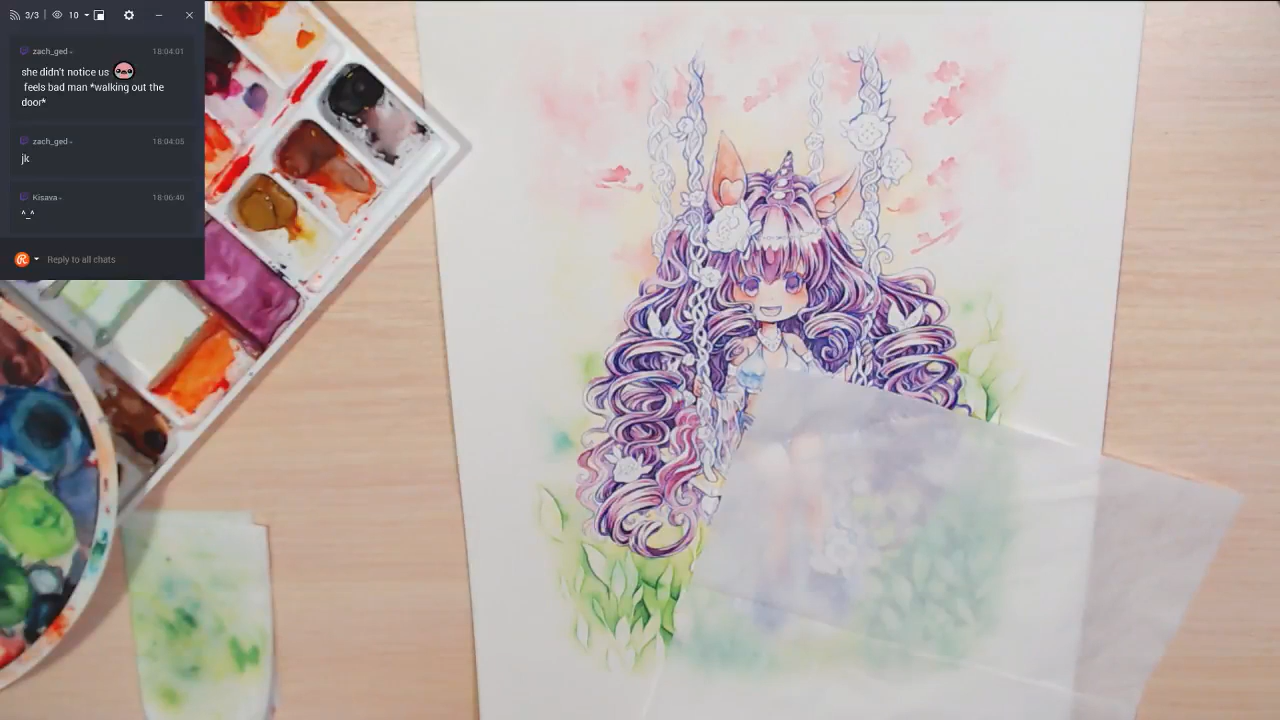 3/3 10
zach_ged 18:04:01
she didn't notice us
feels bad man *walking out the
door*
zach_ged 18:04:05
jk
Kisava 18:06:40
^_^
Reply to all chats